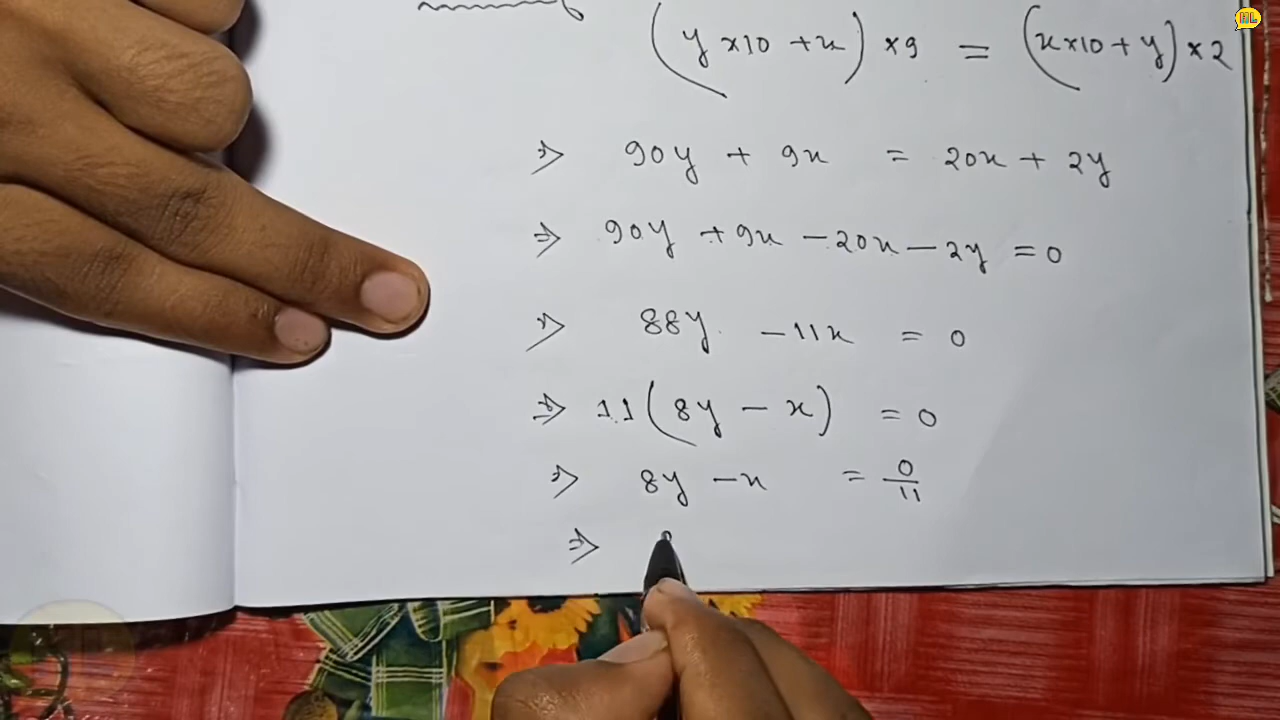 HL
(y×10 +x) ×9 = (x×10 + y) × 2
⇒ 90y + 9x = 20x + 2y
⇒ 90y + 9x − 20x − 2y = 0
⇒ 88y − 11x = 0
⇒ 11(8y − x) = 0
⇒ 8y − x = 0/11
⇒